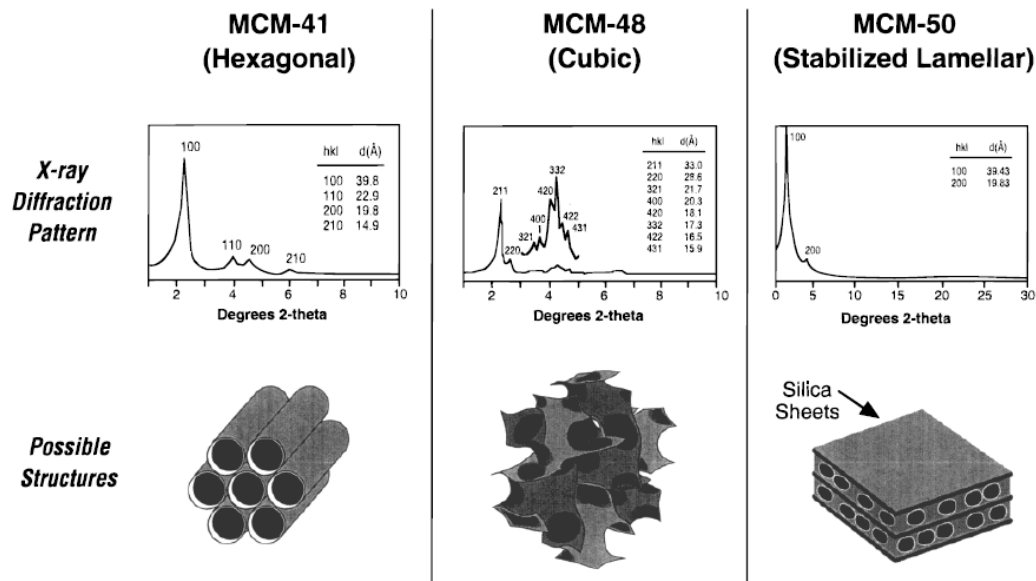 MCM-41
(Hexagonal)
MCM-48
(Cubic)
MCM-50
(Stabilized Lamellar)
X-ray
Diffraction
Pattern
100
110
200
210
hkl d(Å)
100 39.8
110 22.9
200 19.8
210 14.9
2 4 6 8 10
Degrees 2-theta
211
220
321
400
420
332
422
431
hkl d(Å)
211 33.0
220 28.6
321 21.7
400 20.3
420 18.1
332 17.3
422 16.5
431 15.9
2 4 6 8 10
Degrees 2-theta
100
200
hkl d(Å)
100 39.43
200 19.83
0 5 10 15 20 25 30
Degrees 2-theta
Possible
Structures
Silica
Sheets